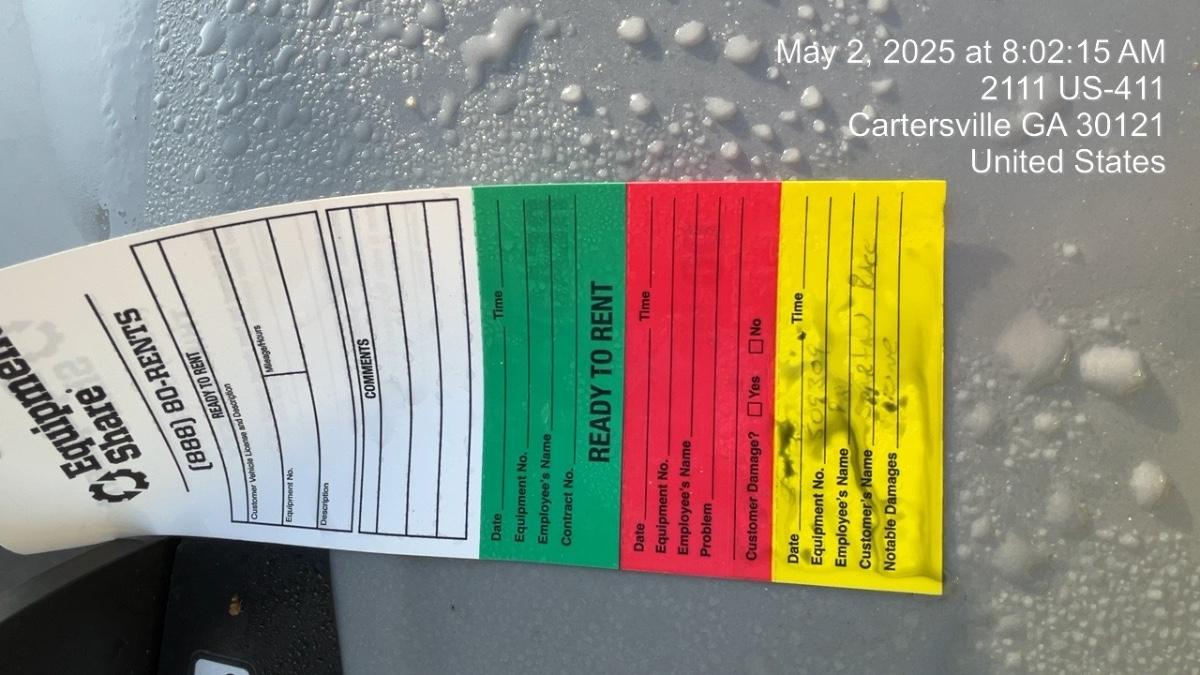 May 2, 2025 at 8:02:15 AM
2111 US-411
Cartersville GA 30121
United States
Equipment
Share
(888) 80-RENTS
READY TO RENT
Customer Vehicle License and Description
Equipment No.
Mileage/Hours
Description
COMMENTS
Date Time
Equipment No.
Employee's Name
Contract No.
READY TO RENT
Date Time
Equipment No.
Employee's Name
Problem
Customer Damage? Yes No
Date Time
Equipment No.
Employee's Name
Customer's Name
Notable Damages